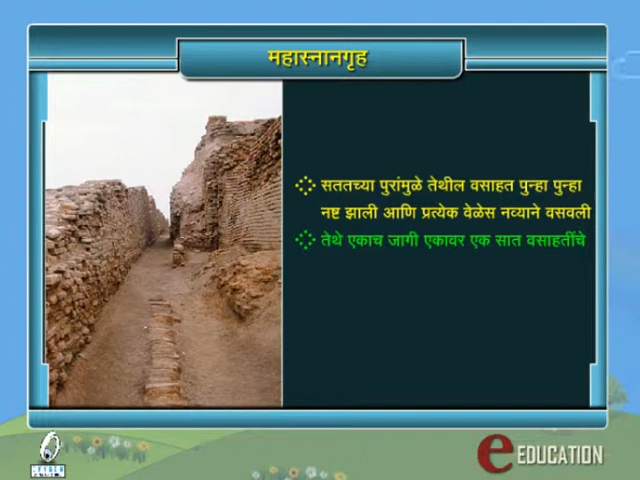 महास्नानगृह
सततच्या पुरांमुळे तेथील वसाहत पुन्हा पुन्हा
नष्ट झाली आणि प्रत्येक वेळेस नव्याने वसवली
तेथे एकाच जागी एकावर एक सात वसाहतींचे
e EDUCATION